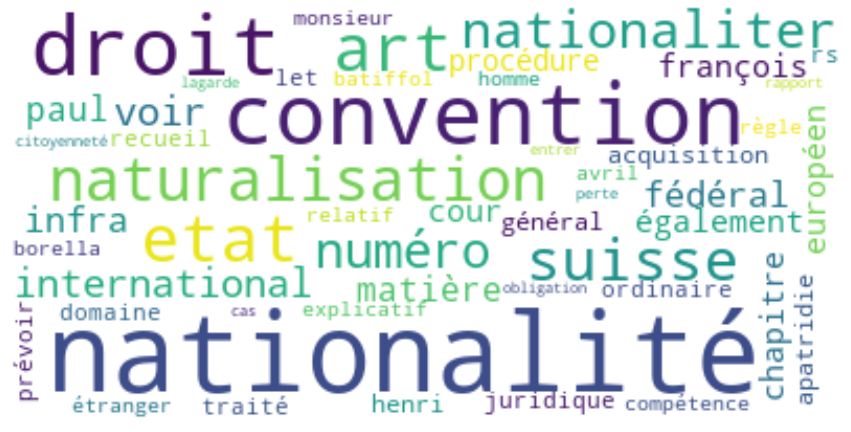 monsieur
droit
art
nationaliter
procédure
françois
rs
lagarde
let
batiffol
homme
rapport
paul
voir
convention
règle
citoyenneté
recueil
entrer
acquisition
européen
naturalisation
avril
perte
fédéral
infra
etat
relatif
cour
général
également
borella
numéro
suisse
international
matière
obligation
ordinaire
chapitre
apatridie
prévoir
domaine
cas
explicatif
nationalité
étranger
traité
henri
juridique
compétence